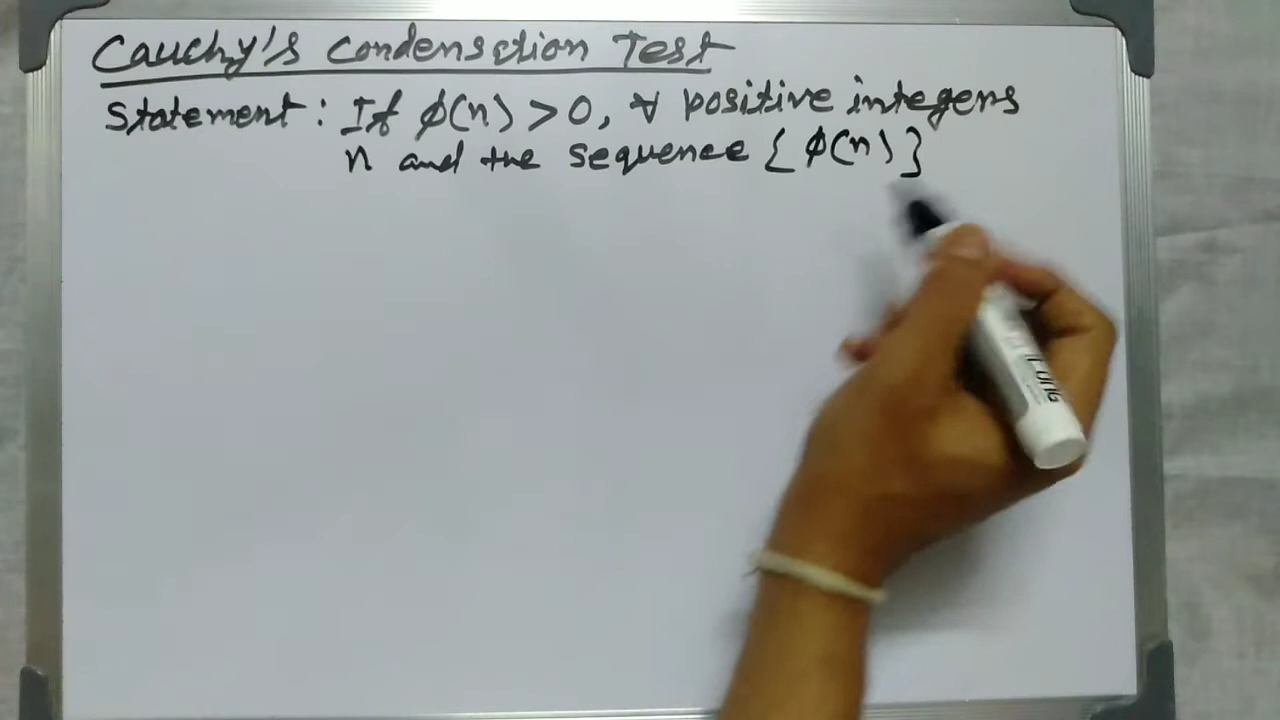 Cauchy's Condensation Test
Statement : If φ(n) > 0, ∀ positive integers
n and the sequence {φ(n)}